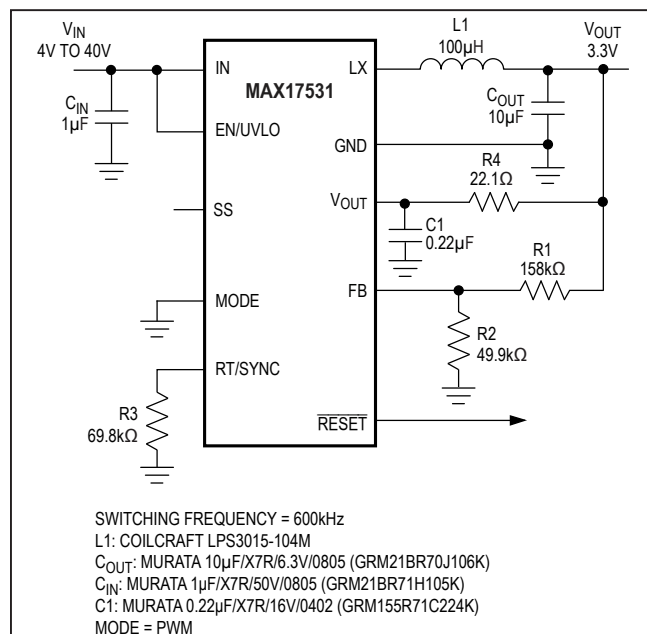 VIN
4V TO 40V
CIN
1µF
IN
EN/UVLO
SS
MODE
RT/SYNC
R3
69.8kΩ
MAX17531
LX
GND
VOUT
FB
RESET
L1
100µH
VOUT
3.3V
COUT
10µF
R4
22.1Ω
C1
0.22µF
R1
158kΩ
R2
49.9kΩ
SWITCHING FREQUENCY = 600kHz
L1: COILCRAFT LPS3015-104M
COUT: MURATA 10µF/X7R/6.3V/0805 (GRM21BR70J106K)
CIN: MURATA 1µF/X7R/50V/0805 (GRM21BR71H105K)
C1: MURATA 0.22µF/X7R/16V/0402 (GRM155R71C224K)
MODE = PWM